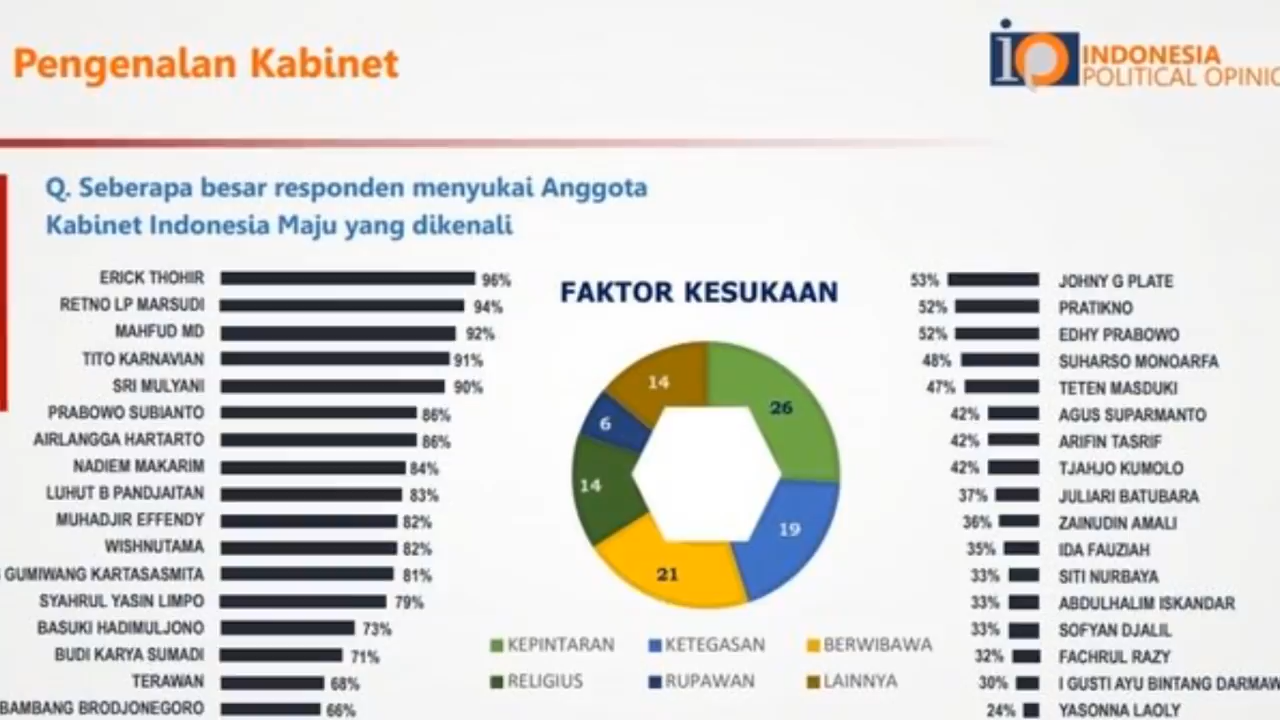 Pengenalan Kabinet
iP INDONESIA
POLITICAL OPINIO
Q. Seberapa besar responden menyukai Anggota
Kabinet Indonesia Maju yang dikenali
ERICK THOHIR 96%
RETNO LP MARSUDI 94%
MAHFUD MD 92%
TITO KARNAVIAN 91%
SRI MULYANI 90%
PRABOWO SUBIANTO 86%
AIRLANGGA HARTARTO 86%
NADIEM MAKARIM 84%
LUHUT B PANDJAITAN 83%
MUHADJIR EFFENDY 82%
WISHNUTAMA 82%
GUMIWANG KARTASASMITA 81%
SYAHRUL YASIN LIMPO 79%
BASUKI HADIMULJONO 73%
BUDI KARYA SUMADI 71%
TERAWAN 68%
BAMBANG BRODJONEGORO 66%
FAKTOR KESUKAAN
14
26
6
14
19
21
KEPINTARAN KETEGASAN BERWIBAWA
RELIGIUS RUPAWAN LAINNYA
53% JOHNY G PLATE
52% PRATIKNO
52% EDHY PRABOWO
48% SUHARSO MONOARFA
47% TETEN MASDUKI
42% AGUS SUPARMANTO
42% ARIFIN TASRIF
42% TJAHJO KUMOLO
37% JULIARI BATUBARA
36% ZAINUDIN AMALI
35% IDA FAUZIAH
33% SITI NURBAYA
33% ABDULHALIM ISKANDAR
33% SOFYAN DJALIL
32% FACHRUL RAZY
30% I GUSTI AYU BINTANG DARMAW
24% YASONNA LAOLY